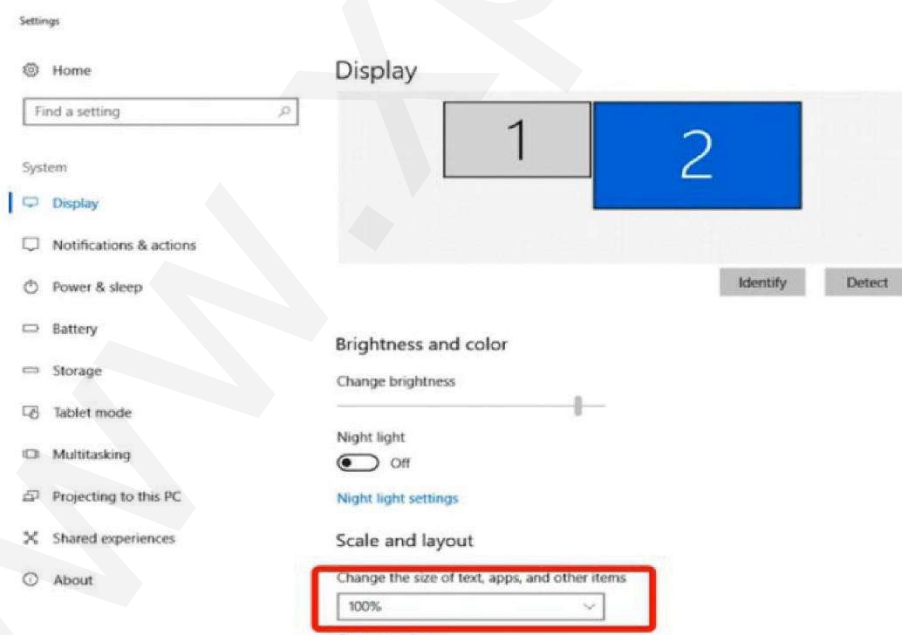 Settings
Home
Find a setting
System
Display
Notifications & actions
Power & sleep
Battery
Storage
Tablet mode
Multitasking
Projecting to this PC
Shared experiences
About
Display
1
2
Identify
Detect
Brightness and color
Change brightness
Night light
Off
Night light settings
Scale and layout
Change the size of text, apps, and other items
100%